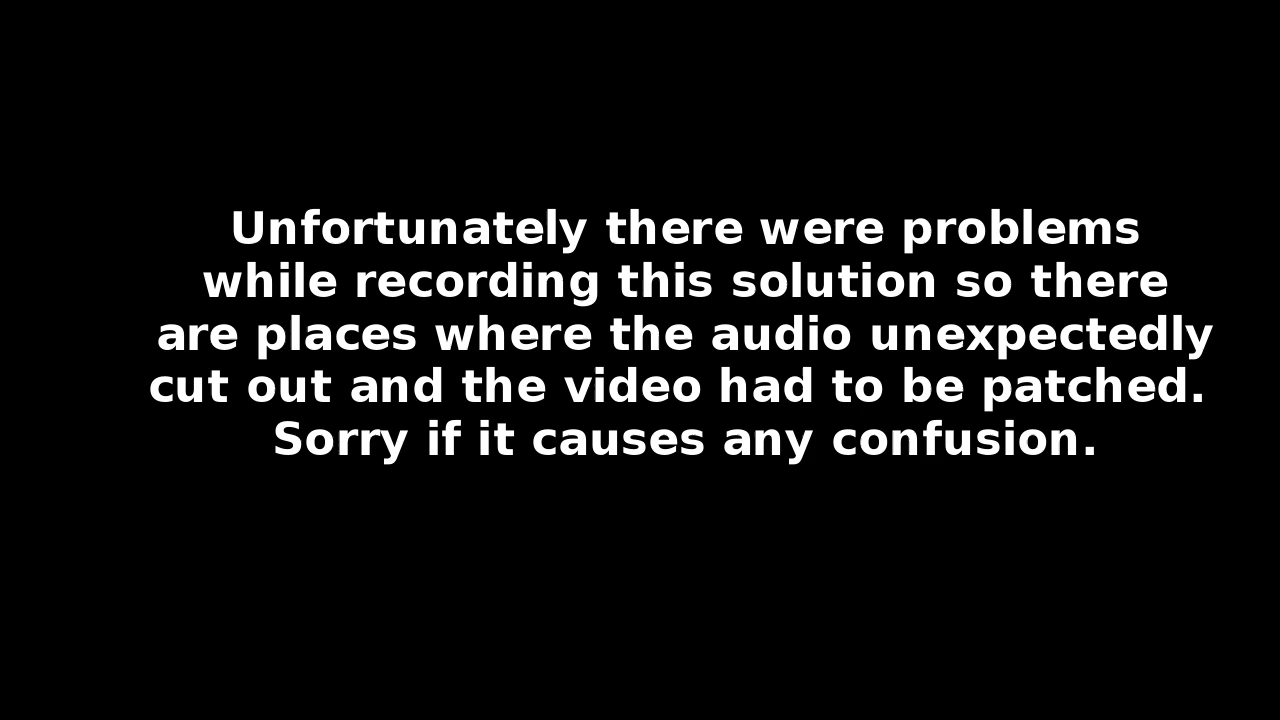 Unfortunately there were problems
while recording this solution so there
are places where the audio unexpectedly
cut out and the video had to be patched.
Sorry if it causes any confusion.